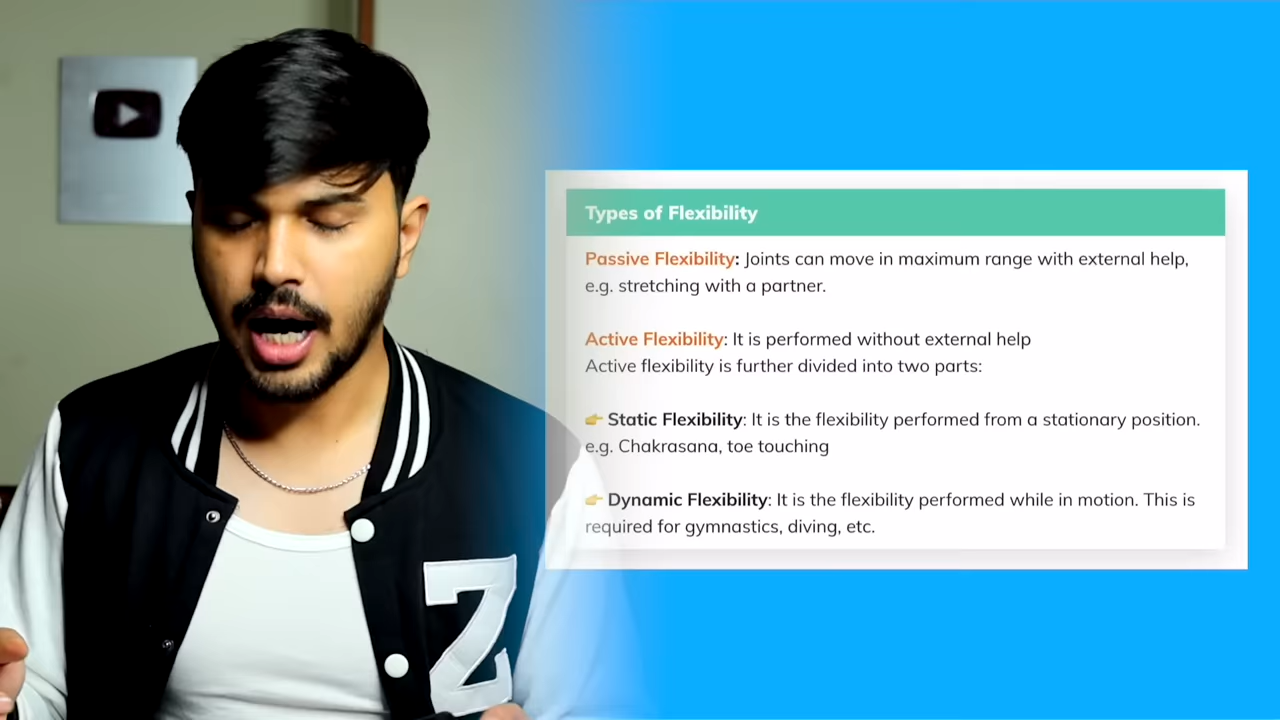 Types of Flexibility
Passive Flexibility: Joints can move in maximum range with external help,
e.g. stretching with a partner.
Active Flexibility: It is performed without external help
Active flexibility is further divided into two parts:
👉 Static Flexibility: It is the flexibility performed from a stationary position.
e.g. Chakrasana, toe touching
👉 Dynamic Flexibility: It is the flexibility performed while in motion. This is
required for gymnastics, diving, etc.
Z